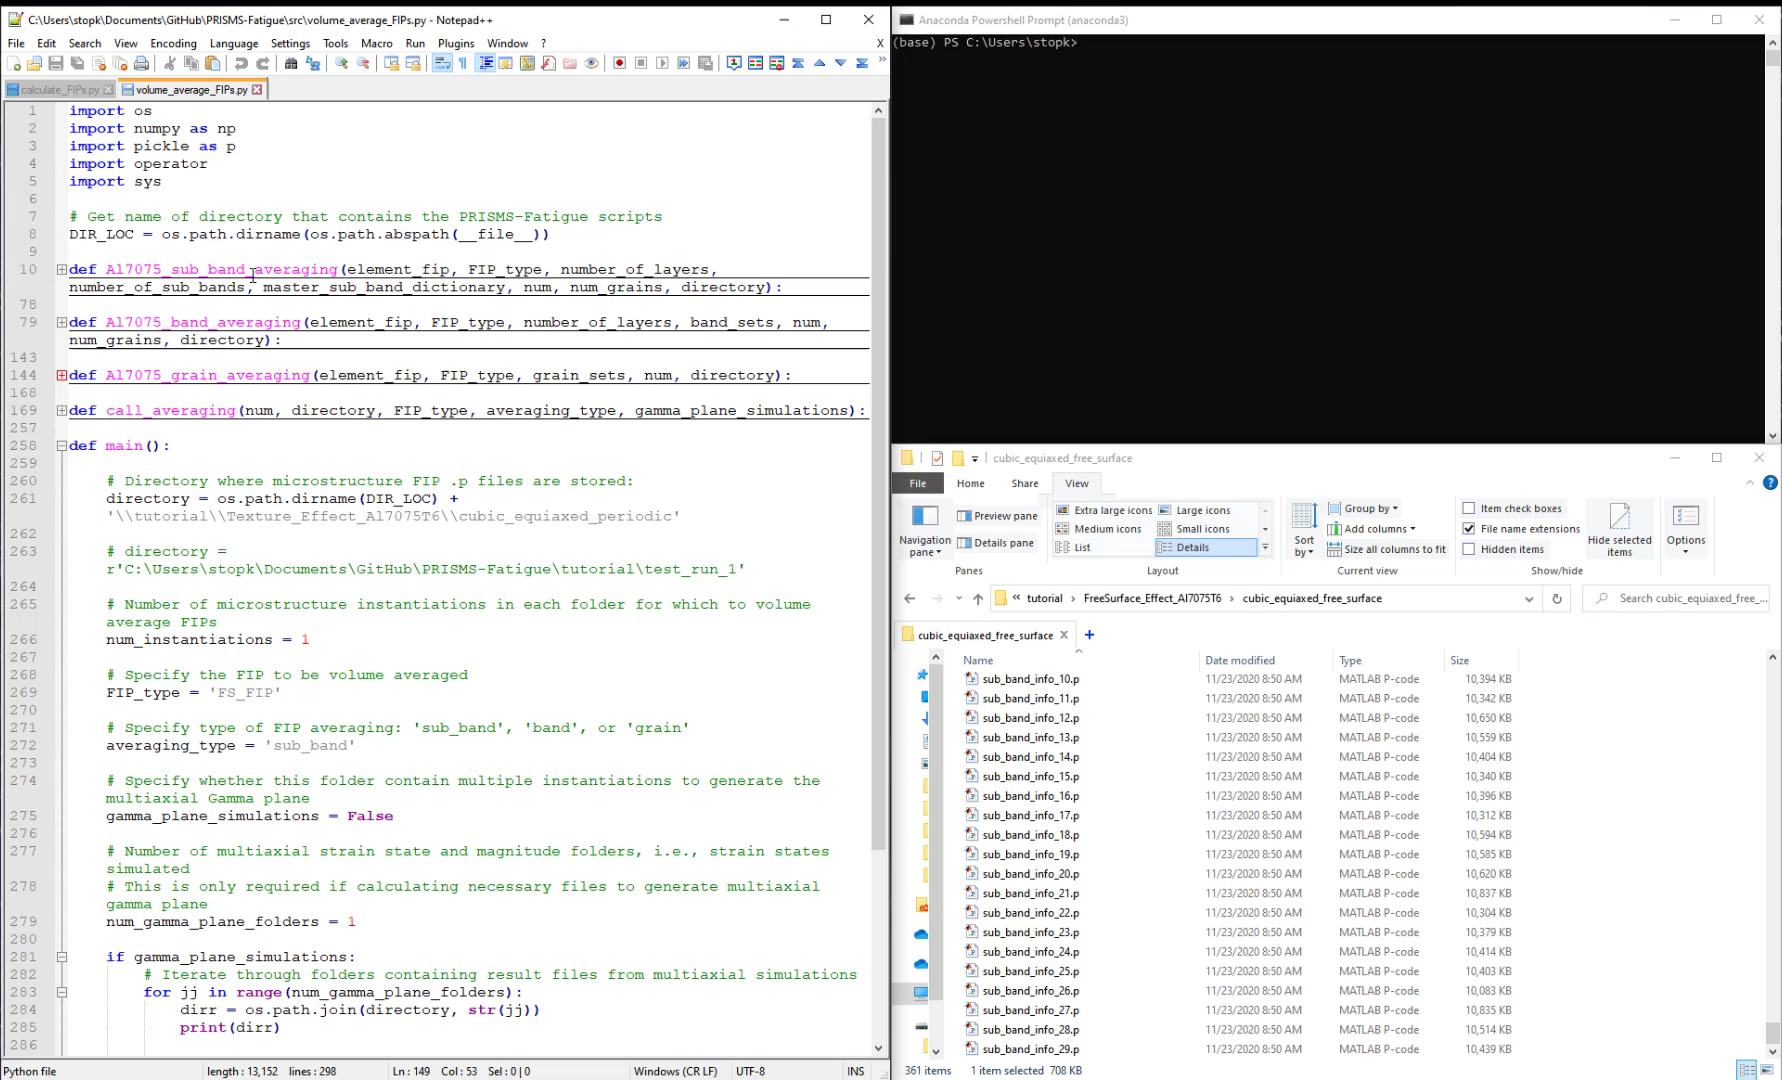 C:\Users\stopk\Documents\GitHub\PRISMS-Fatigue\src\volume_average_FIPs.py - Notepad++
File Edit Search View Encoding Language Settings Tools Macro Run Plugins Window ? X
calculate_FIPs.py volume_average_FIPs.py
1 import os
2 import numpy as np
3 import pickle as p
4 import operator
5 import sys
6
7 # Get name of directory that contains the PRISMS-Fatigue scripts
8 DIR_LOC = os.path.dirname(os.path.abspath(__file__))
9
10 def Al7075_sub_band_averaging(element_fip, FIP_type, number_of_layers,
number_of_sub_bands, master_sub_band_dictionary, num, num_grains, directory):
78
79 def Al7075_band_averaging(element_fip, FIP_type, number_of_layers, band_sets, num,
num_grains, directory):
143
144 def Al7075_grain_averaging(element_fip, FIP_type, grain_sets, num, directory):
168
169 def call_averaging(num, directory, FIP_type, averaging_type, gamma_plane_simulations):
257
258 def main():
259
260 # Directory where microstructure FIP .p files are stored:
261 directory = os.path.dirname(DIR_LOC) +
'\\tutorial\\Texture_Effect_Al7075T6\\cubic_equiaxed_periodic'
262
263 # directory =
r'C:\Users\stopk\Documents\GitHub\PRISMS-Fatigue\tutorial\test_run_1'
264
265 # Number of microstructure instantiations in each folder for which to volume
average FIPs
266 num_instantiations = 1
267
268 # Specify the FIP to be volume averaged
269 FIP_type = 'FS_FIP'
270
271 # Specify type of FIP averaging: 'sub_band', 'band', or 'grain'
272 averaging_type = 'sub_band'
273
274 # Specify whether this folder contain multiple instantiations to generate the
multiaxial Gamma plane
275 gamma_plane_simulations = False
276
277 # Number of multiaxial strain state and magnitude folders, i.e., strain states
simulated
278 # This is only required if calculating necessary files to generate multiaxial
gamma plane
279 num_gamma_plane_folders = 1
280
281 if gamma_plane_simulations:
282 # Iterate through folders containing result files from multiaxial simulations
283 for jj in range(num_gamma_plane_folders):
284 dirr = os.path.join(directory, str(jj))
285 print(dirr)
286
Python file length : 13,152 lines : 298 Ln : 149 Col : 53 Sel : 0 | 0 Windows (CR LF) UTF-8 INS
Anaconda Powershell Prompt (anaconda3)
(base) PS C:\Users\stopk>
cubic_equiaxed_free_surface
File Home Share View
Navigation pane
Preview pane
Details pane
Panes
Extra large icons Large icons
Medium icons Small icons
List Details
Layout
Sort by
Group by
Add columns
Size all columns to fit
Current view
Item check boxes
File name extensions
Hidden items
Hide selected items
Show/hide
Options
« tutorial › FreeSurface_Effect_Al7075T6 › cubic_equiaxed_free_surface
Search cubic_equiaxed_free_...
cubic_equiaxed_free_surface
Name Date modified Type Size
sub_band_info_10.p 11/23/2020 8:50 AM MATLAB P-code 10,394 KB
sub_band_info_11.p 11/23/2020 8:50 AM MATLAB P-code 10,342 KB
sub_band_info_12.p 11/23/2020 8:50 AM MATLAB P-code 10,650 KB
sub_band_info_13.p 11/23/2020 8:50 AM MATLAB P-code 10,559 KB
sub_band_info_14.p 11/23/2020 8:50 AM MATLAB P-code 10,404 KB
sub_band_info_15.p 11/23/2020 8:50 AM MATLAB P-code 10,340 KB
sub_band_info_16.p 11/23/2020 8:50 AM MATLAB P-code 10,396 KB
sub_band_info_17.p 11/23/2020 8:50 AM MATLAB P-code 10,312 KB
sub_band_info_18.p 11/23/2020 8:50 AM MATLAB P-code 10,594 KB
sub_band_info_19.p 11/23/2020 8:50 AM MATLAB P-code 10,585 KB
sub_band_info_20.p 11/23/2020 8:50 AM MATLAB P-code 10,620 KB
sub_band_info_21.p 11/23/2020 8:50 AM MATLAB P-code 10,837 KB
sub_band_info_22.p 11/23/2020 8:50 AM MATLAB P-code 10,304 KB
sub_band_info_23.p 11/23/2020 8:50 AM MATLAB P-code 10,379 KB
sub_band_info_24.p 11/23/2020 8:50 AM MATLAB P-code 10,414 KB
sub_band_info_25.p 11/23/2020 8:50 AM MATLAB P-code 10,403 KB
sub_band_info_26.p 11/23/2020 8:50 AM MATLAB P-code 10,083 KB
sub_band_info_27.p 11/23/2020 8:50 AM MATLAB P-code 10,835 KB
sub_band_info_28.p 11/23/2020 8:50 AM MATLAB P-code 10,514 KB
sub_band_info_29.p 11/23/2020 8:50 AM MATLAB P-code 10,439 KB
361 items 1 item selected 708 KB